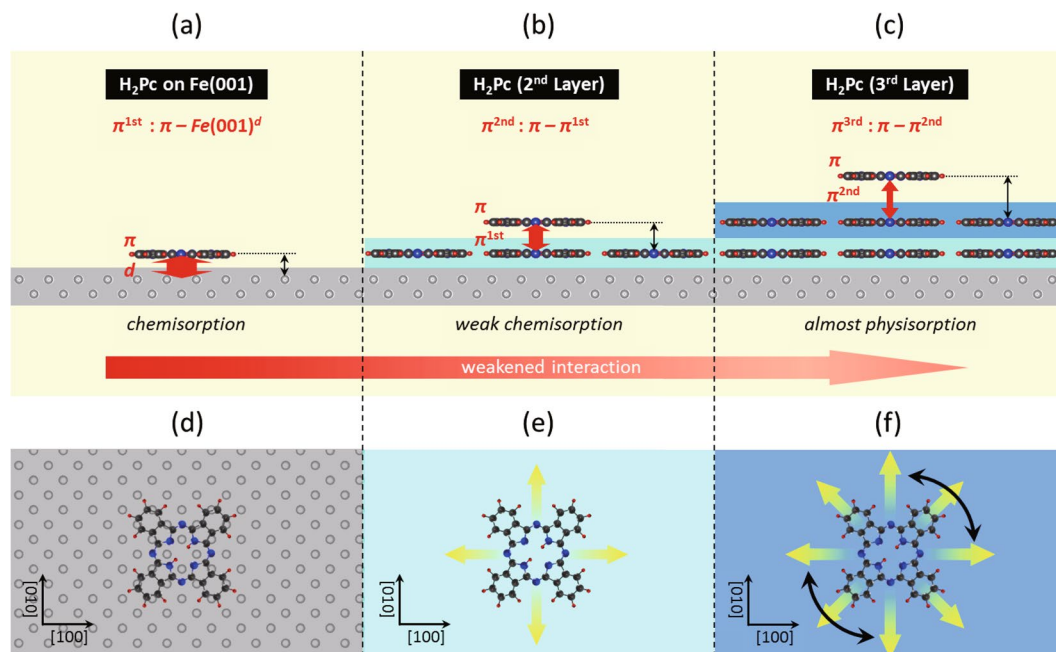 (a)
(b)
(c)
H₂Pc on Fe(001)
H₂Pc (2ⁿᵈ Layer)
H₂Pc (3ʳᵈ Layer)
π¹ˢᵗ : π – Fe(001)ᵈ
π²ⁿᵈ : π – π¹ˢᵗ
π³ʳᵈ : π – π²ⁿᵈ
π
d
π
π¹ˢᵗ
π
π²ⁿᵈ
chemisorption
weak chemisorption
almost physisorption
weakened interaction
(d)
(e)
(f)
[010]
[100]
[010]
[100]
[010]
[100]